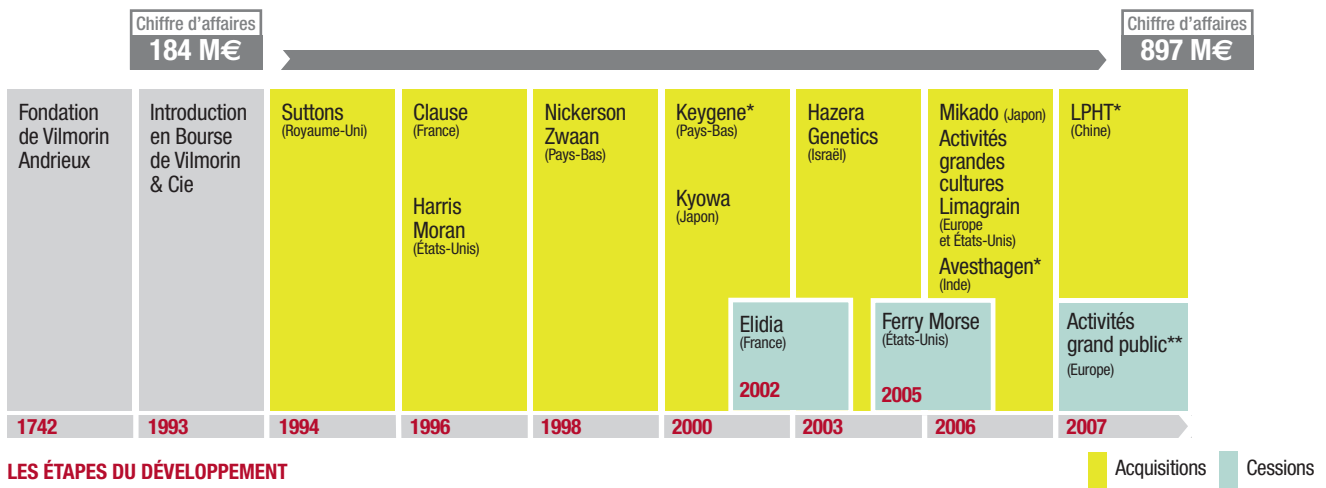 Chiffre d’affaires
184 M€
Chiffre d’affaires
897 M€
Fondation
de Vilmorin
Andrieux
Introduction
en Bourse
de Vilmorin
& Cie
Suttons
(Royaume-Uni)
Clause
(France)
Harris
Moran
(États-Unis)
Nickerson
Zwaan
(Pays-Bas)
Keygene*
(Pays-Bas)
Kyowa
(Japon)
Hazera
Genetics
(Israël)
Mikado (Japon)
Activités
grandes
cultures
Limagrain
(Europe
et États-Unis)
Avesthagen*
(Inde)
LPHT*
(Chine)
Elidia
(France)
2002
Ferry Morse
(États-Unis)
2005
Activités
grand public**
(Europe)
1742
1993
1994
1996
1998
2000
2003
2006
2007
LES ÉTAPES DU DÉVELOPPEMENT
Acquisitions
Cessions